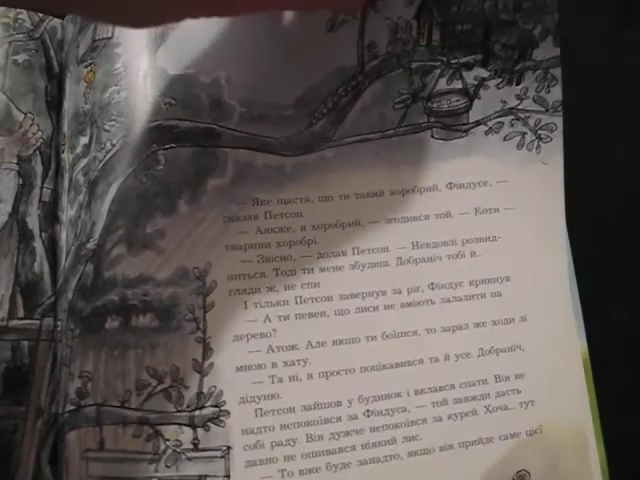 — Яке щастя, що ти такий хоробрий, Фіндусе, —
сказав Петсон.
— Авжеж, я хоробрий, — згодився той. — Коти —
тварини хоробрі.
— Звісно, — додав Петсон. — Невдовзі розвид-
ниться. Тоді ти мене збудиш. Добраніч тобі й...
гляди ж, не спи
І тільки Петсон завернув за ріг, Фіндус крикнув:
— А ти певен, що лиси не вміють залазити на
дерево?
— Атож. Але якщо ти боїшся, то зараз же ходи зі
мною в хату.
— Та ні, я просто поцікавився та й усе. Добраніч,
дідуню.
Петсон зайшов у будинок і вклався спати. Він не
надто непокоївся за Фіндуса, — той завжди дасть
собі раду. Він дужче непокоївся за курей. Хоча... тут
давно не ошивався ніякий лис.
— То вже буде занадто, якщо він прийде саме цієї